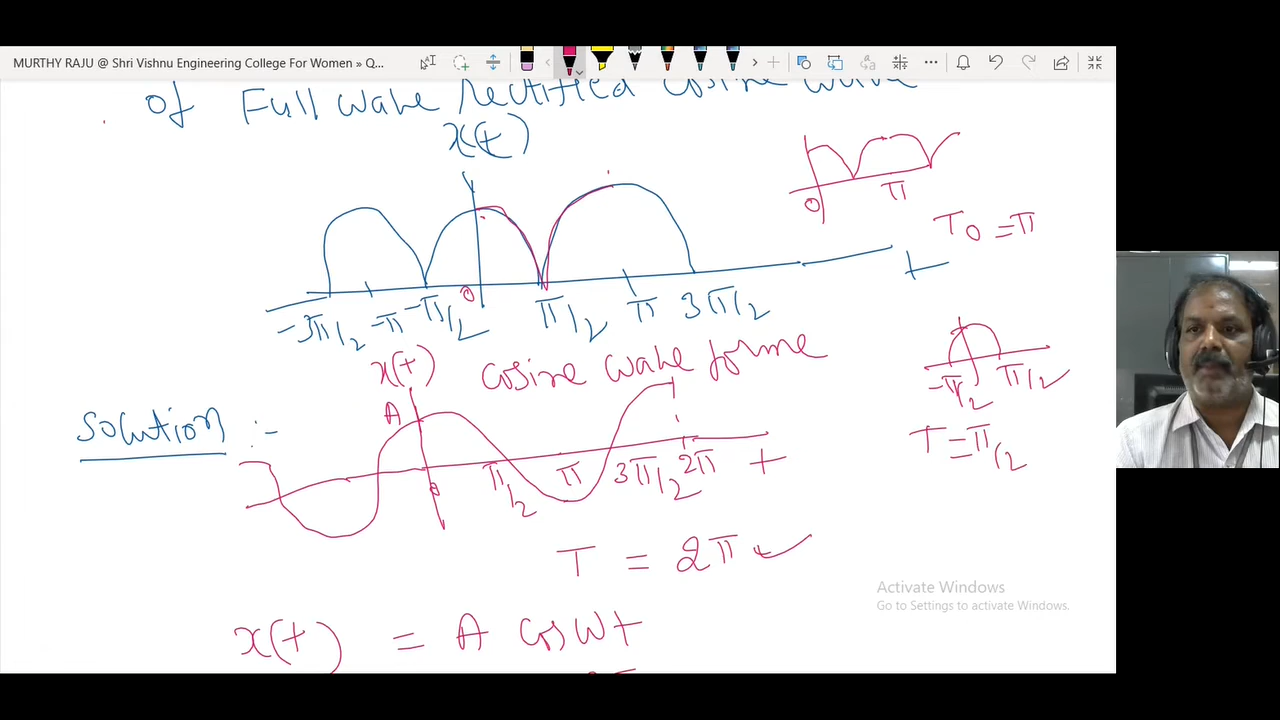 MURTHY RAJU @ Shri Vishnu Engineering College For Women » Q...
of Full wave rectified cosine wave
x(t)
0 π
T0 = π
t
-3π/2 -π -π/2 0 π/2 π 3π/2
x(t) cosine wave forme
A
-π/2 π/2
T = π/2
Solution :-
0 π/2 π 3π/2 2π t
T = 2π
Activate Windows
Go to Settings to activate Windows.
x(t) = A cosωt